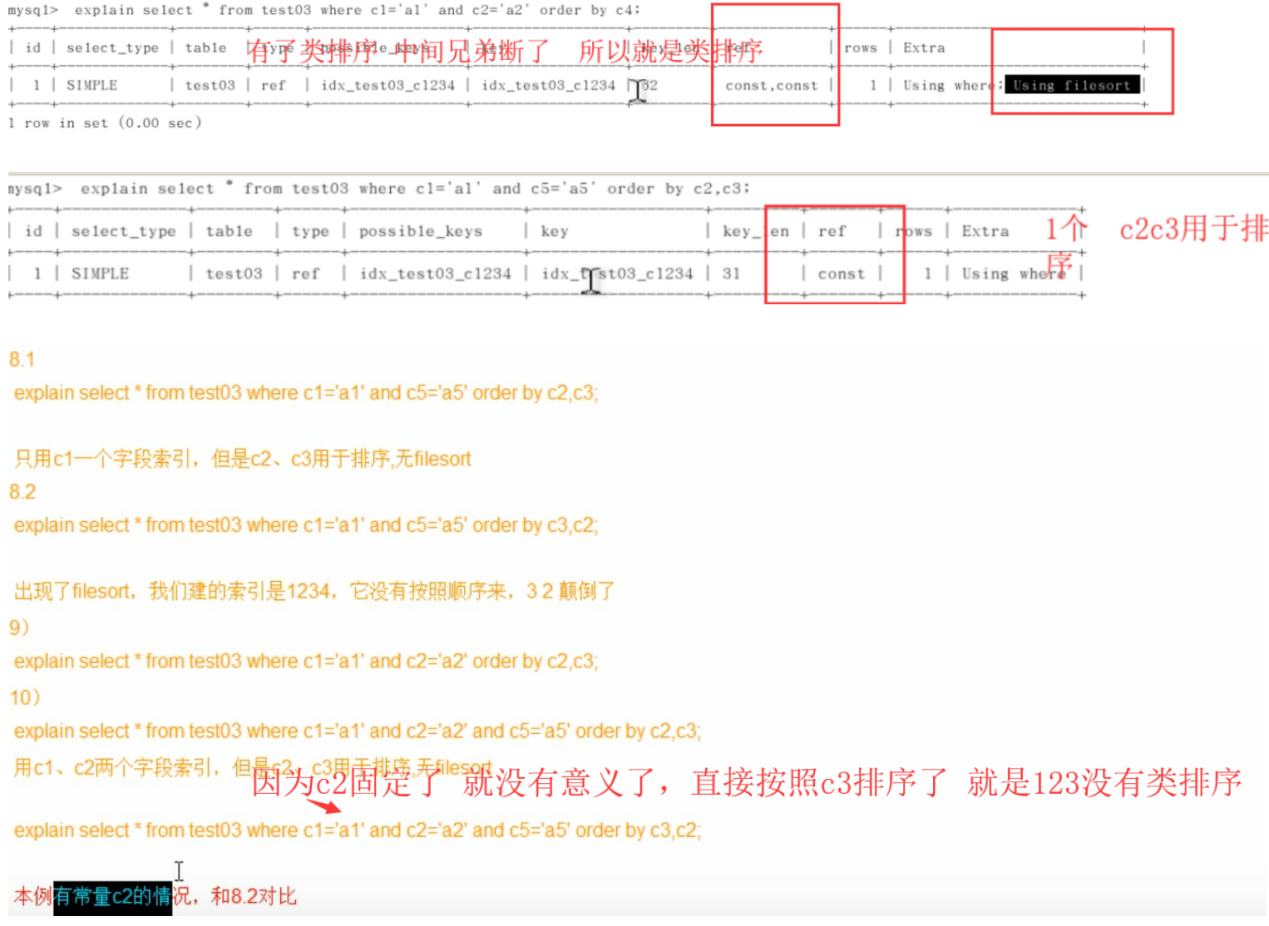 mysql> explain select * from test03 where c1='a1' and c2='a2' order by c4;
| id | select_type | table | type | possible_keys | key | key_len | ref | rows | Extra |
有了类排序 中间兄弟断了 所以就是类排序
| 1 | SIMPLE | test03 | ref | idx_test03_c1234 | idx_test03_c1234 | 62 | const,const | 1 | Using where; Using filesort |
1 row in set (0.00 sec)
mysql> explain select * from test03 where c1='a1' and c5='a5' order by c2,c3;
| id | select_type | table | type | possible_keys | key | key_len | ref | rows | Extra |
1个 c2c3用于排
序
| 1 | SIMPLE | test03 | ref | idx_test03_c1234 | idx_test03_c1234 | 31 | const | 1 | Using where |
8.1
explain select * from test03 where c1='a1' and c5='a5' order by c2,c3;
只用c1一个字段索引，但是c2、c3用于排序,无filesort
8.2
explain select * from test03 where c1='a1' and c5='a5' order by c3,c2;
出现了filesort，我们建的索引是1234，它没有按照顺序来，3 2 颠倒了
9）
explain select * from test03 where c1='a1' and c2='a2' order by c2,c3;
10）
explain select * from test03 where c1='a1' and c2='a2' and c5='a5' order by c2,c3;
用c1、c2两个字段索引，但是c2、c3用于排序,无filesort
因为c2固定了 就没有意义了，直接按照c3排序了 就是123没有类排序
explain select * from test03 where c1='a1' and c2='a2' and c5='a5' order by c3,c2;
本例有常量c2的情况，和8.2对比